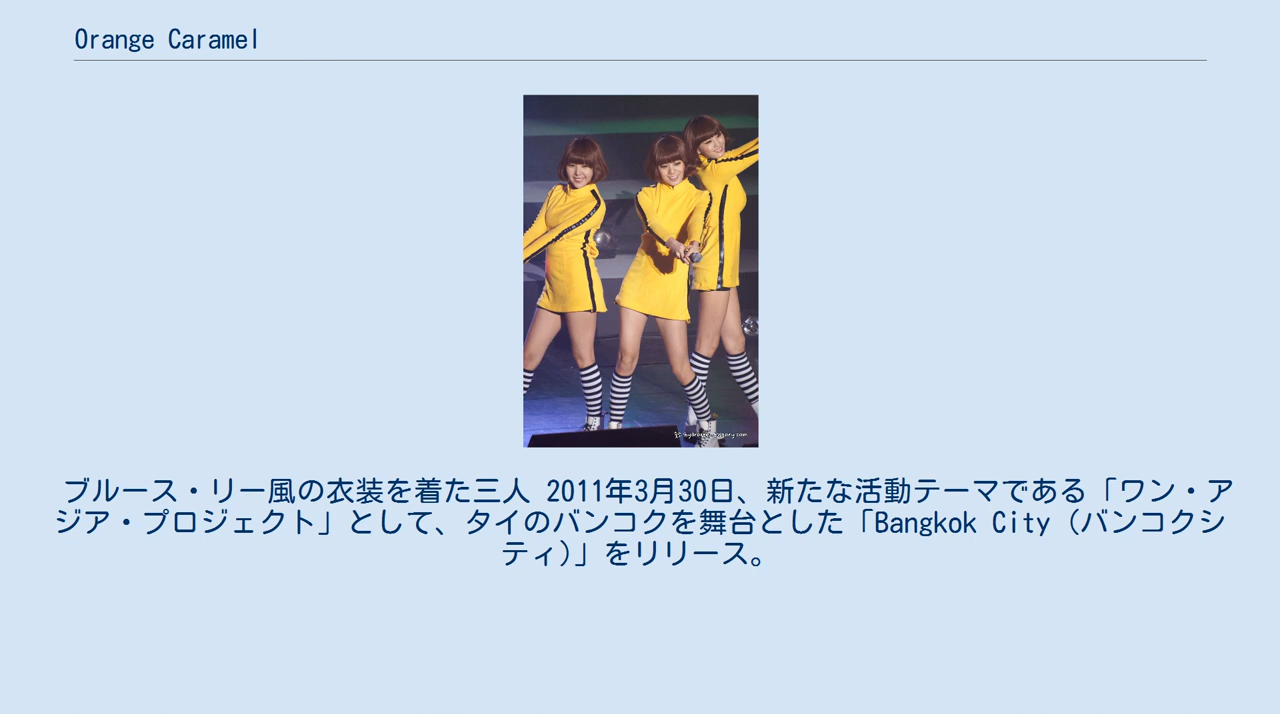 Orange Caramel
ブルース・リー風の衣装を着た三人 2011年3月30日、新たな活動テーマである「ワン・ア
ジア・プロジェクト」として、タイのバンコクを舞台とした「Bangkok City (バンコクシ
ティ)」をリリース。